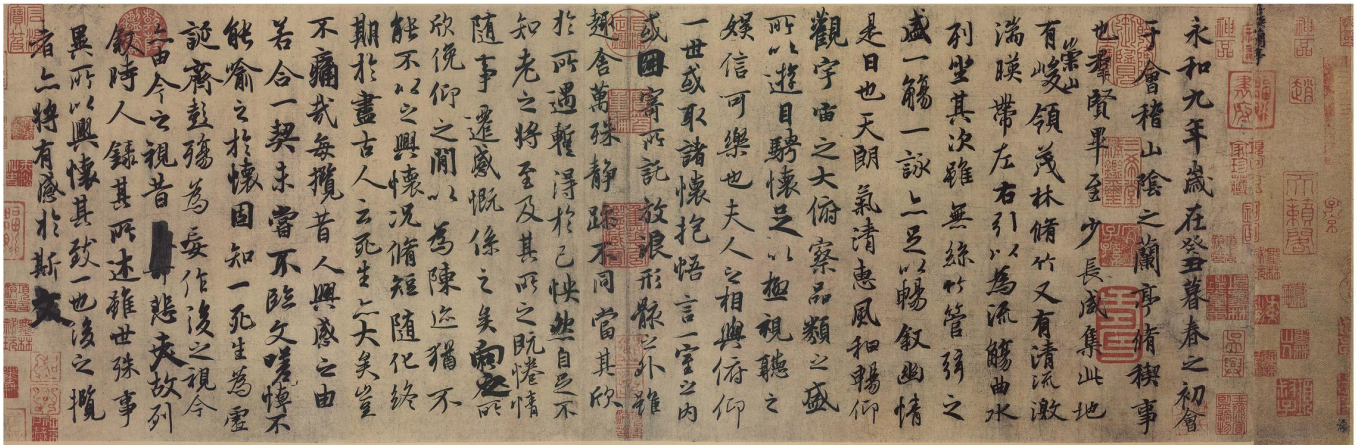 永和九年歲在癸丑暮春之初會
于會稽山陰之蘭亭脩稧事
也羣賢畢至少長咸集此地
有崇山峻領茂林脩竹又有清流激
湍暎帶左右引以為流觴曲水
列坐其次雖無絲竹管弦之
盛一觴一詠亦足以暢叙幽情
是日也天朗氣清惠風和暢仰
觀宇宙之大俯察品類之盛
所以遊目騁懷足以極視聽之
娛信可樂也夫人之相與俯仰
一世或取諸懷抱悟言一室之內
或因寄所託放浪形骸之外雖
趣舍萬殊静躁不同當其欣
於所遇蹔得於己怏然自足不
知老之將至及其所之既惓情
隨事遷感慨係之矣向之所
欣俛仰之閒以為陳迹猶不
能不以之興懷況脩短隨化終
期於盡古人云死生亦大矣豈
不痛哉每攬昔人興感之由
若合一契未嘗不臨文嗟悼不
能喻之於懷固知一死生為虛
誕齊彭殤為妄作後之視今
亦由今之視昔悲夫故列
敘時人錄其所述雖世殊事
異所以興懷其致一也後之攬
者亦將有感於斯文